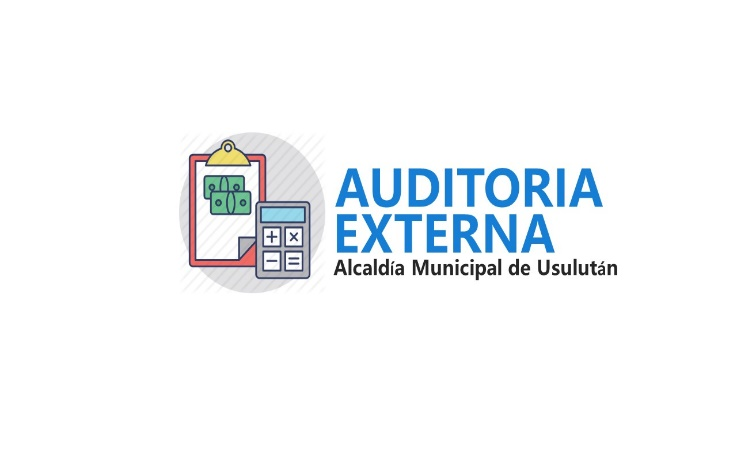 AUDITORIA
EXTERNA
Alcaldía Municipal de Usulután